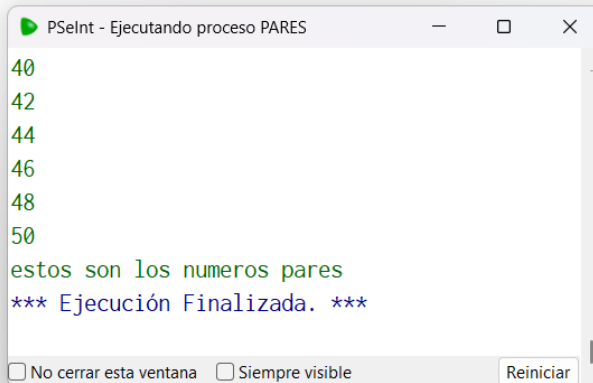 PSeInt - Ejecutando proceso PARES
40
42
44
46
48
50
estos son los numeros pares
*** Ejecución Finalizada. ***
No cerrar esta ventana Siempre visible Reiniciar